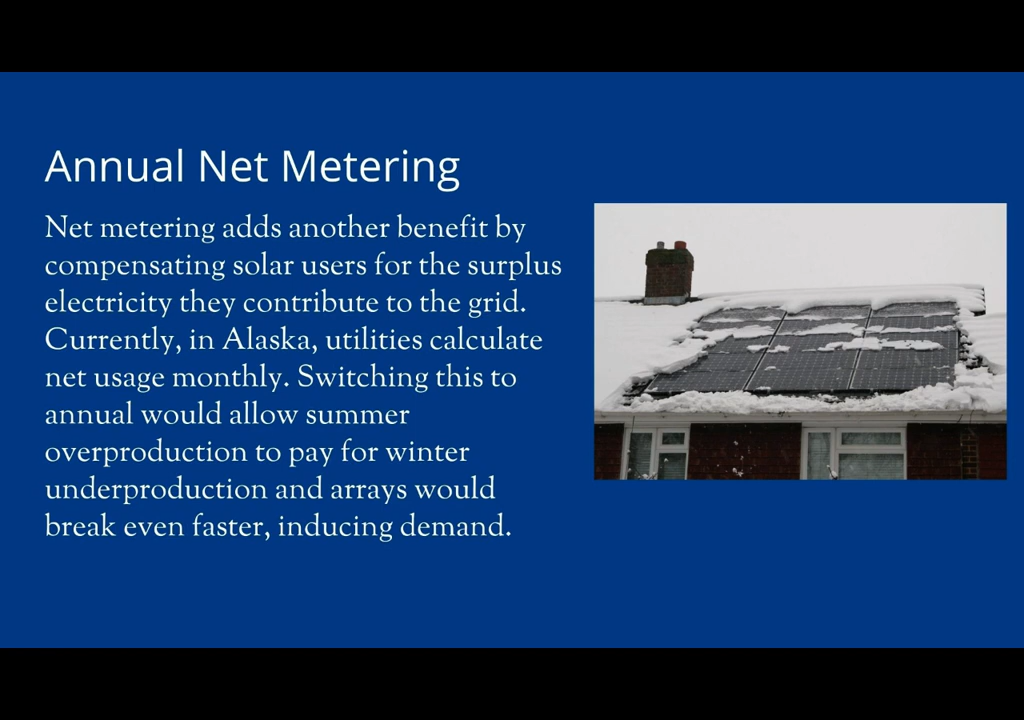 Annual Net Metering
Net metering adds another benefit by
compensating solar users for the surplus
electricity they contribute to the grid.
Currently, in Alaska, utilities calculate
net usage monthly. Switching this to
annual would allow summer
overproduction to pay for winter
underproduction and arrays would
break even faster, inducing demand.